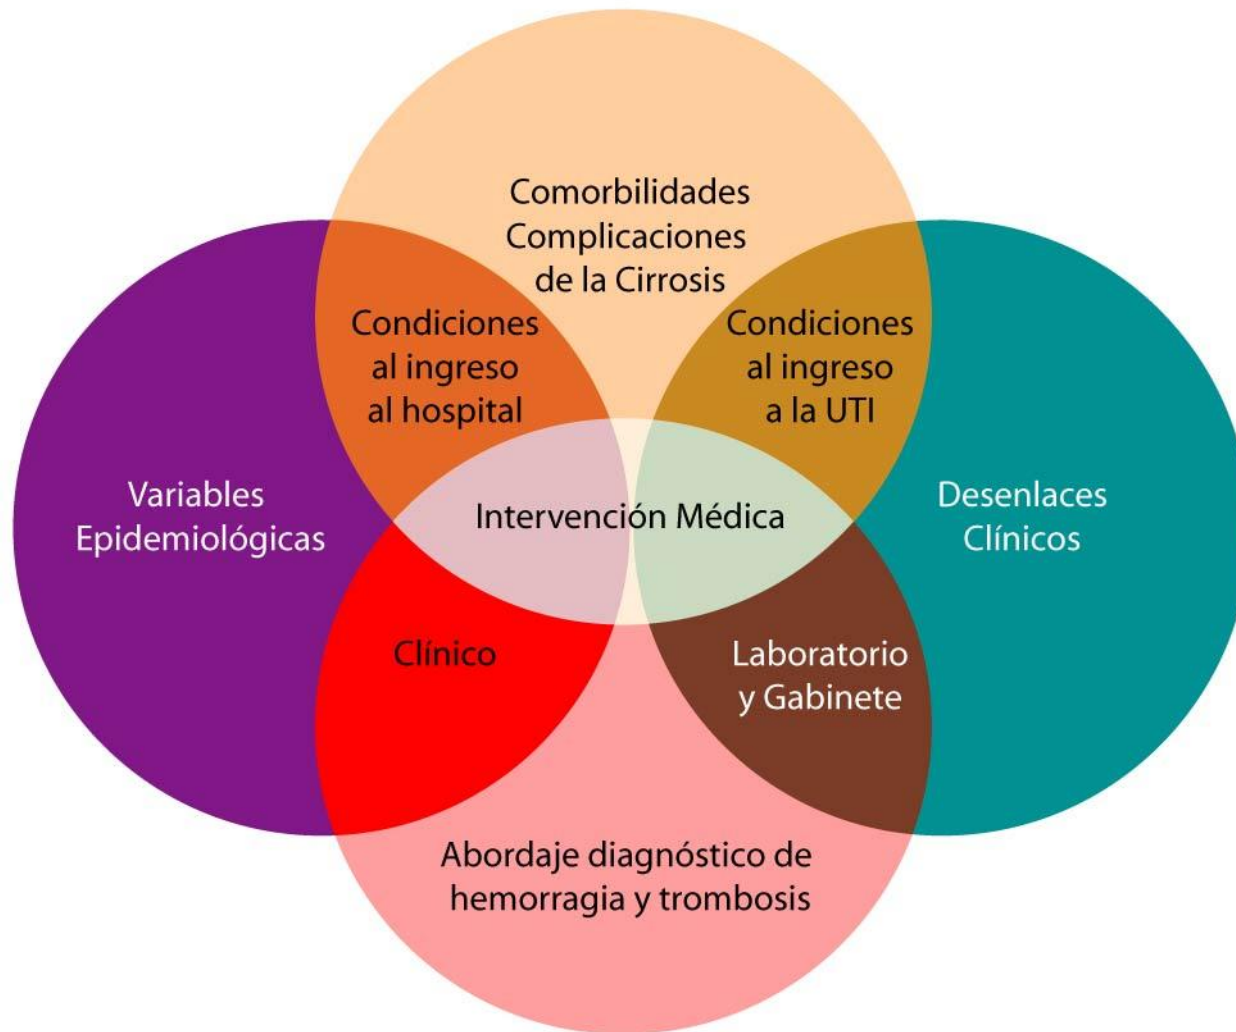 Comorbilidades
Complicaciones
de la Cirrosis
Condiciones
al ingreso
al hospital
Condiciones
al ingreso
a la UTI
Variables
Epidemiológicas
Intervención Médica
Desenlaces
Clínicos
Clínico
Laboratorio
y Gabinete
Abordaje diagnóstico de
hemorragia y trombosis